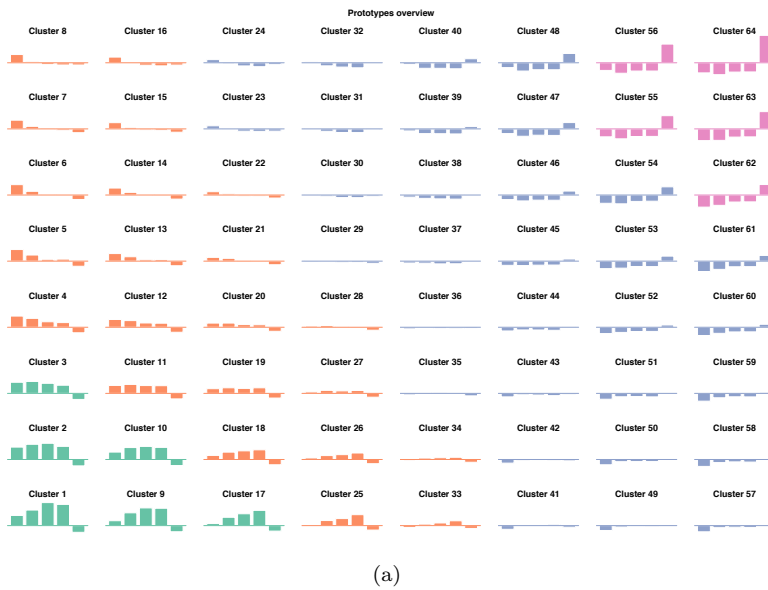 Prototypes overview
Cluster 8 Cluster 16 Cluster 24 Cluster 32 Cluster 40 Cluster 48 Cluster 56 Cluster 64
Cluster 7 Cluster 15 Cluster 23 Cluster 31 Cluster 39 Cluster 47 Cluster 55 Cluster 63
Cluster 6 Cluster 14 Cluster 22 Cluster 30 Cluster 38 Cluster 46 Cluster 54 Cluster 62
Cluster 5 Cluster 13 Cluster 21 Cluster 29 Cluster 37 Cluster 45 Cluster 53 Cluster 61
Cluster 4 Cluster 12 Cluster 20 Cluster 28 Cluster 36 Cluster 44 Cluster 52 Cluster 60
Cluster 3 Cluster 11 Cluster 19 Cluster 27 Cluster 35 Cluster 43 Cluster 51 Cluster 59
Cluster 2 Cluster 10 Cluster 18 Cluster 26 Cluster 34 Cluster 42 Cluster 50 Cluster 58
Cluster 1 Cluster 9 Cluster 17 Cluster 25 Cluster 33 Cluster 41 Cluster 49 Cluster 57
(a)